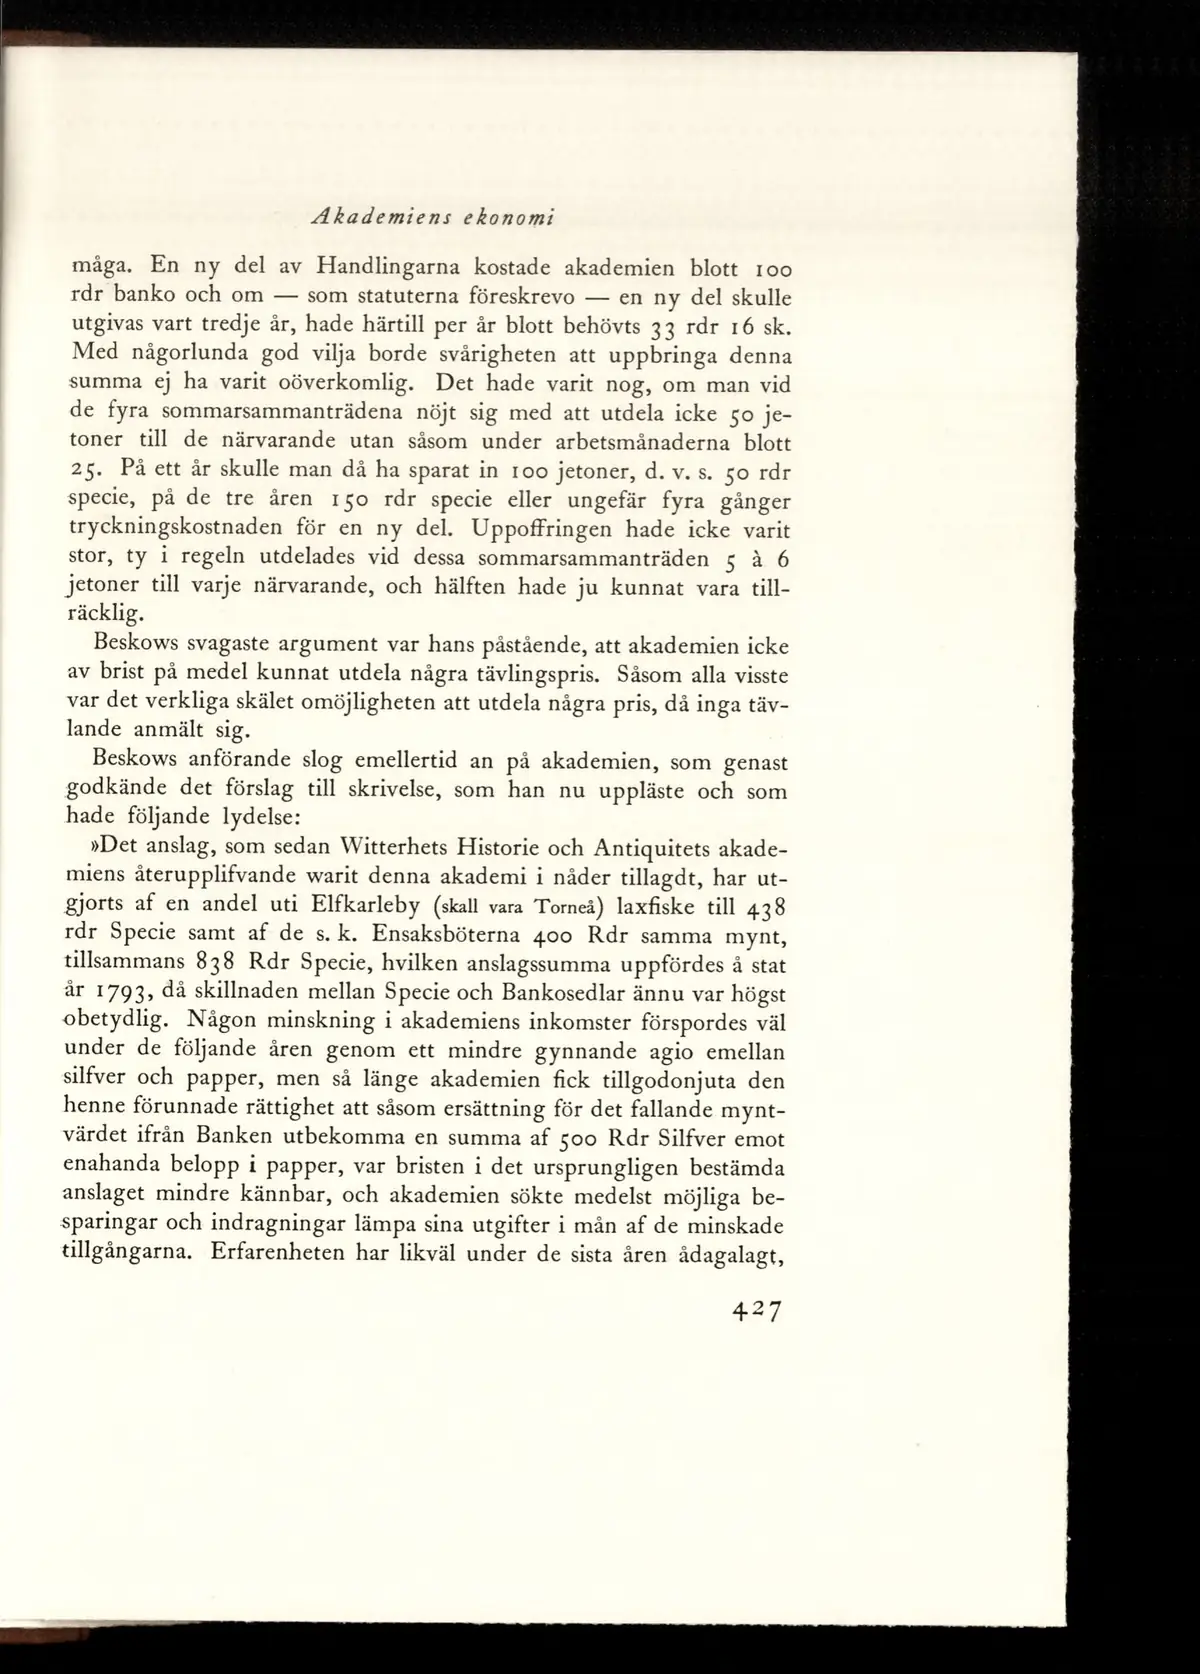 Akademiens ekonomi
måga. En ny del av Handlingarna kostade akademien blott 100
rdr banko och om — som statuterna föreskrevo — en ny del skulle
utgivas vart tredje år, hade härtill per år blott behövts 33 rdr 16 sk.
Med någorlunda god vilja borde svårigheten att uppbringa denna
summa ej ha varit oöverkomlig. Det hade varit nog, om man vid
de fyra sommarsammanträdena nöjt sig med att utdela icke 50 je-
toner till de närvarande utan såsom under arbetsmånaderna blott
25. På ett år skulle man då ha sparat in 100 jetoner, d. v. s. 50 rdr
specie, på de tre åren 150 rdr specie eller ungefär fyra gånger
tryckningskostnaden för en ny del. Uppoffringen hade icke varit
stor, ty i regeln utdelades vid dessa sommarsammanträden 5 à 6
jetoner till varje närvarande, och hälften hade ju kunnat vara till-
räcklig.
Beskows svagaste argument var hans påstående, att akademien icke
av brist på medel kunnat utdela några tävlingspris. Såsom alla visste
var det verkliga skälet omöjligheten att utdela några pris, då inga täv-
lande anmält sig.
Beskows anförande slog emellertid an på akademien, som genast
godkände det förslag till skrivelse, som han nu uppläste och som
hade följande lydelse:
»Det anslag, som sedan Witterhets Historie och Antiquitets akade-
miens återupplifvande warit denna akademi i nåder tillagdt, har ut-
gjorts af en andel uti Elfkarleby (skall vara Torneå) laxfiske till 438
rdr Specie samt af de s. k. Ensaksböterna 400 Rdr samma mynt,
tillsammans 838 Rdr Specie, hvilken anslagssumma uppfördes å stat
år 1793, då skillnaden mellan Specie och Bankosedlar ännu var högst
obetydlig. Någon minskning i akademiens inkomster förspordes väl
under de följande åren genom ett mindre gynnande agio emellan
silfver och papper, men så länge akademien fick tillgodonjuta den
henne förunnade rättighet att såsom ersättning för det fallande mynt-
värdet ifrån Banken utbekomma en summa af 500 Rdr Silfver emot
enahanda belopp i papper, var bristen i det ursprungligen bestämda
anslaget mindre kännbar, och akademien sökte medelst möjliga be-
sparingar och indragningar lämpa sina utgifter i mån af de minskade
tillgångarna. Erfarenheten har likväl under de sista åren ådagalagt,
427